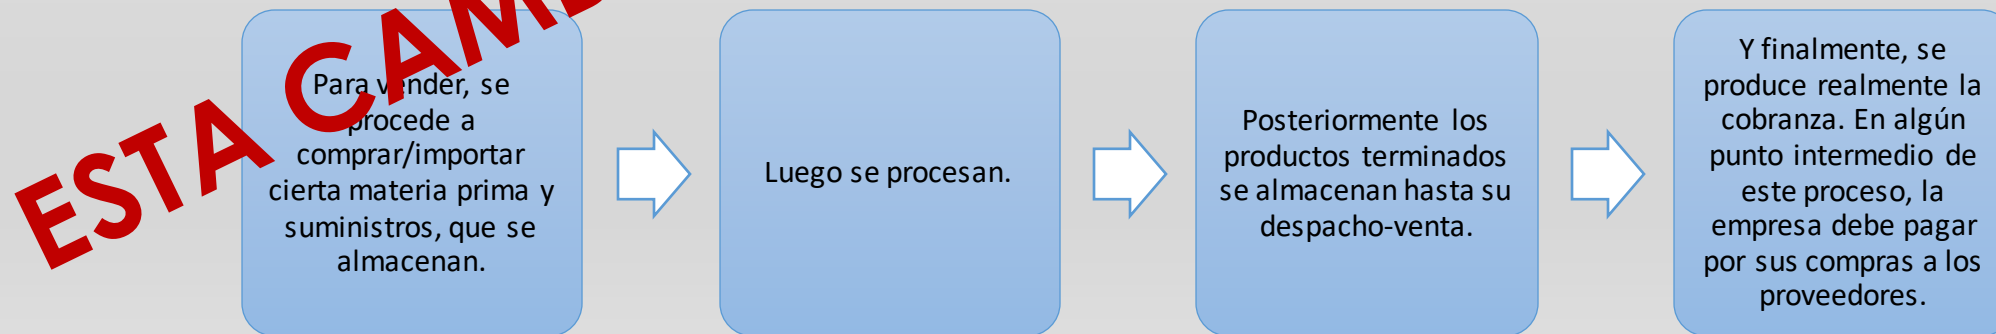 ESTA
Para vender, se
procede a
comprar/importar
cierta materia prima y
suministros, que se
almacenan.
Luego se procesan.
Posteriormente los
productos terminados
se almacenan hasta su
despacho-venta.
Y finalmente, se
produce realmente la
cobranza. En algún
punto intermedio de
este proceso, la
empresa debe pagar
por sus compras a los
proveedores.